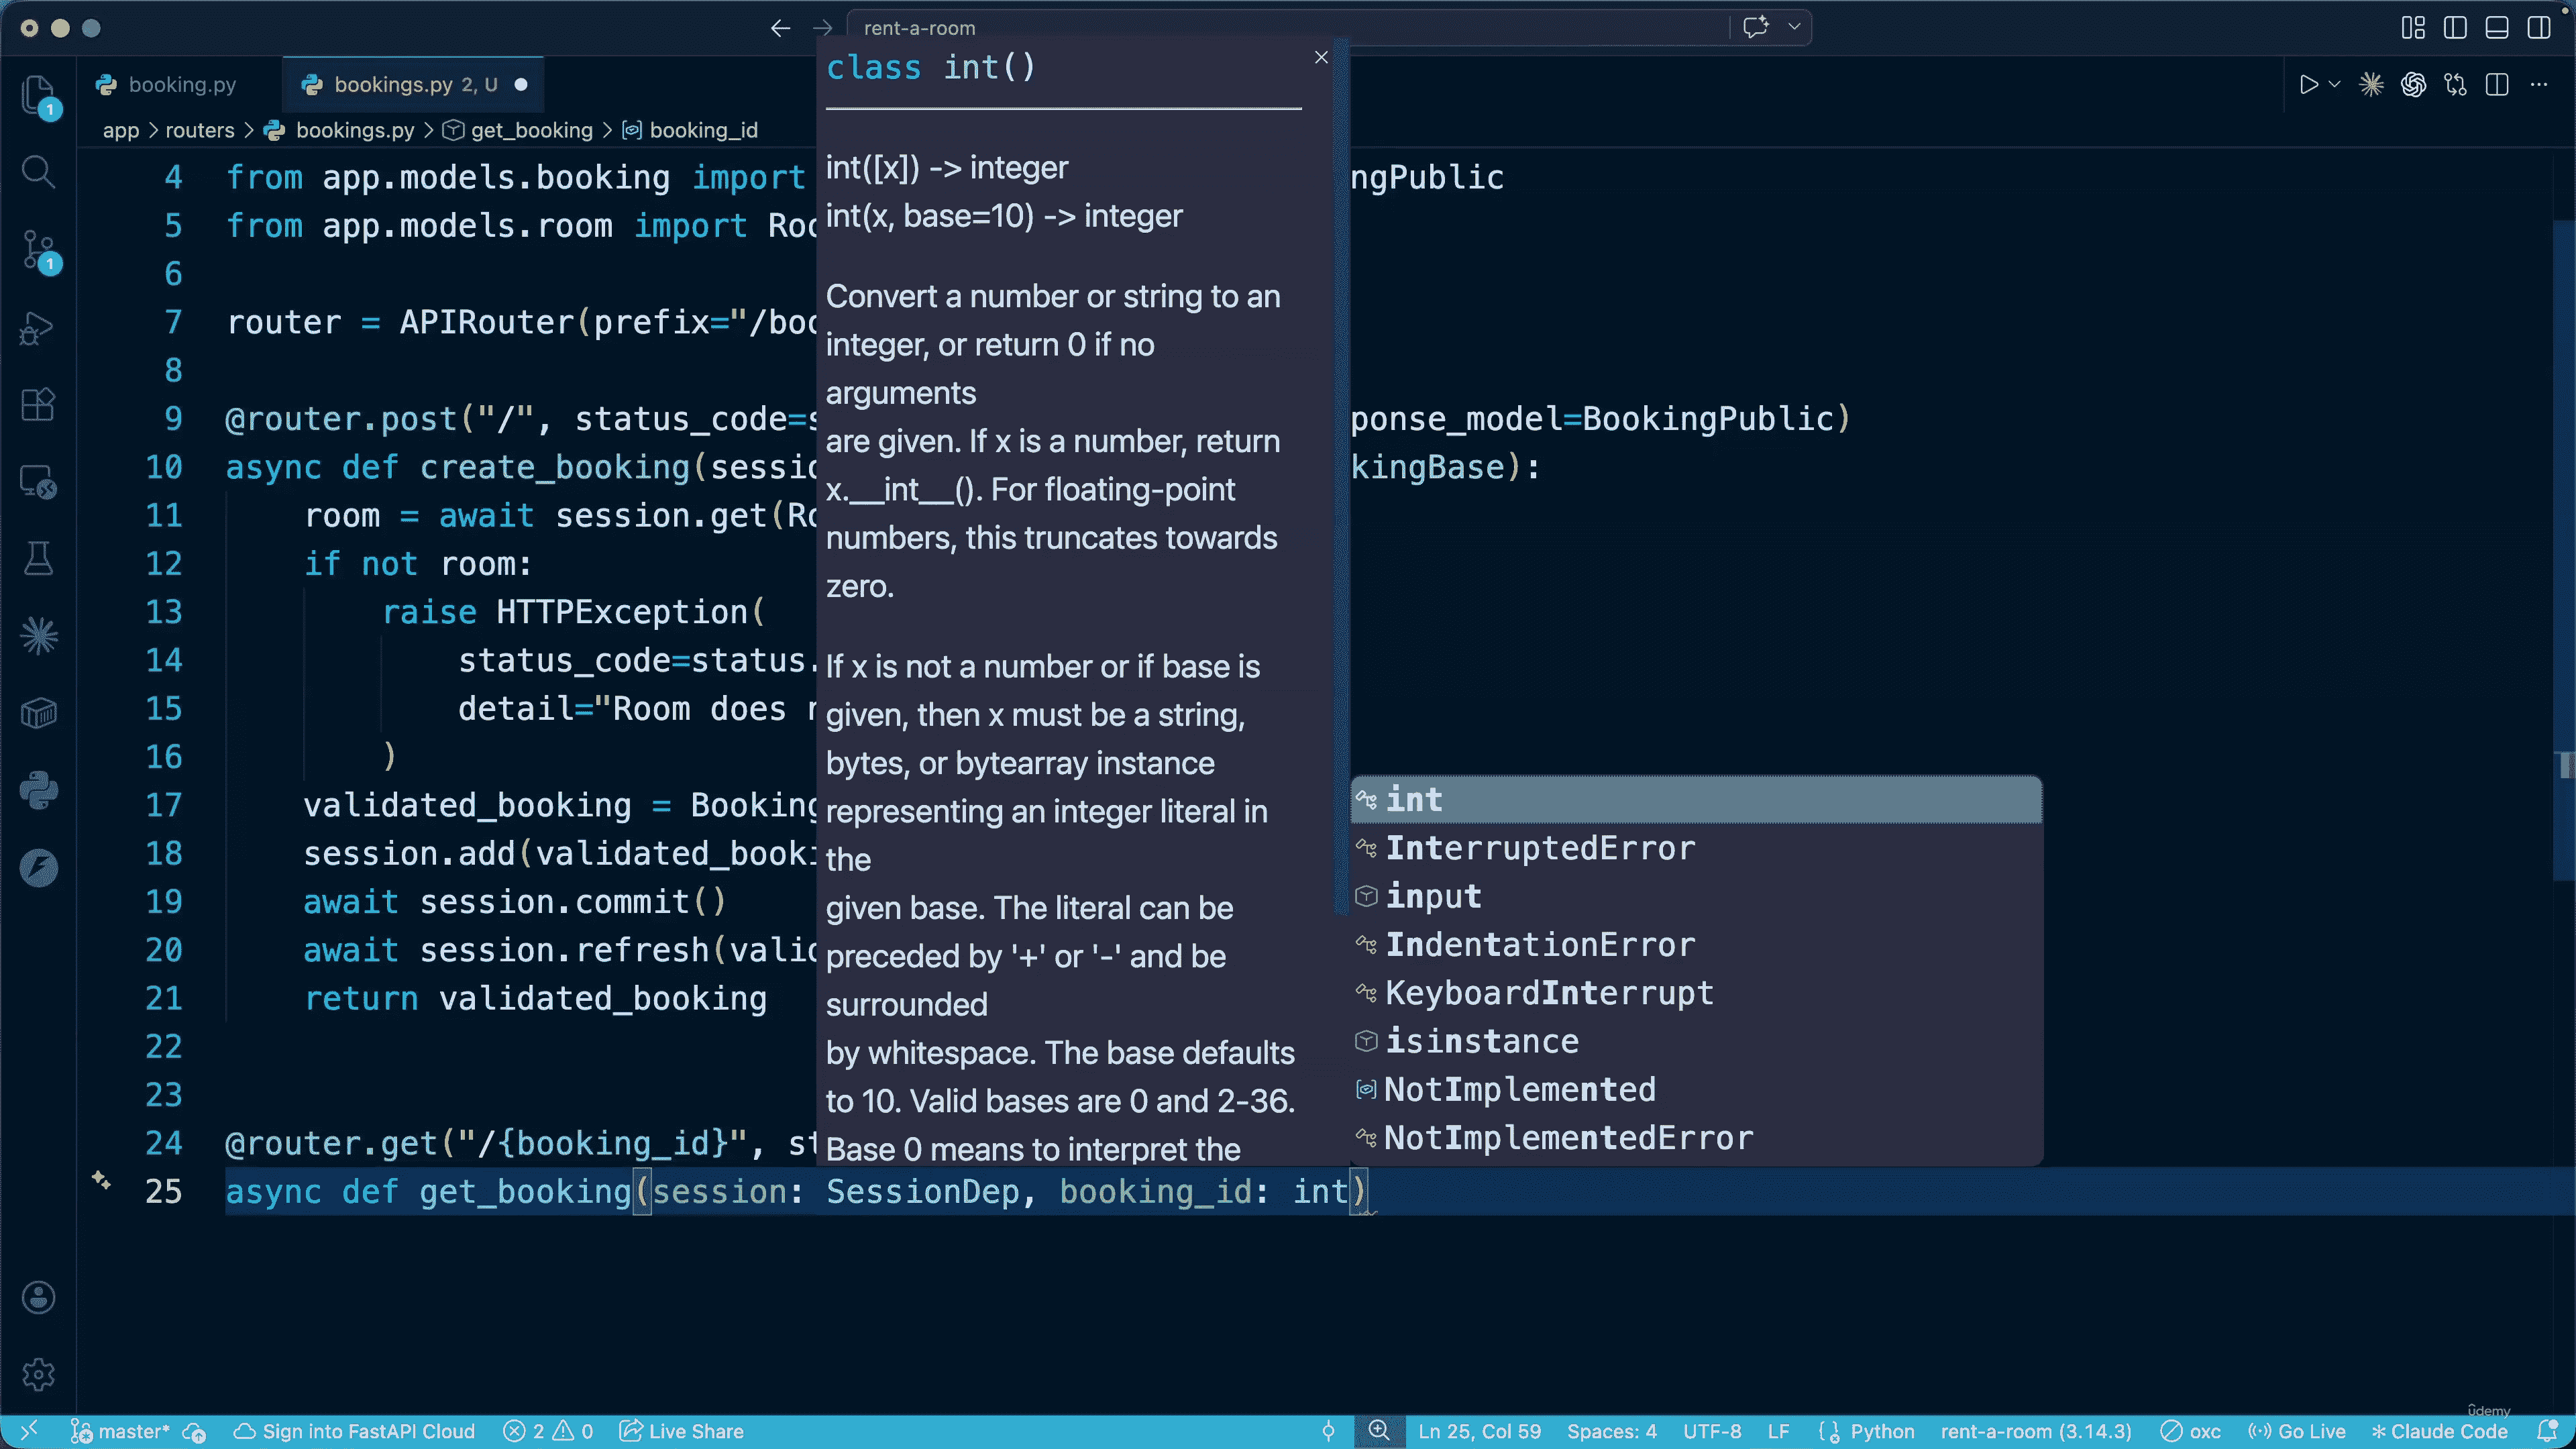 rent-a-room
booking.py
bookings.py 2, U
app > routers > bookings.py > get_booking > booking_id
4 from app.models.booking import
ngPublic
5 from app.models.room import Roo
6
7 router = APIRouter(prefix="/boo
8
9 @router.post("/", status_code=s
ponse_model=BookingPublic)
10 async def create_booking(sessio
kingBase):
11 room = await session.get(Ro
12 if not room:
13 raise HTTPException(
14 status_code=status.
15 detail="Room does n
16 )
17 validated_booking = Booking
18 session.add(validated_booki
19 await session.commit()
20 await session.refresh(valid
21 return validated_booking
22
23
24 @router.get("/{booking_id}", st
25 async def get_booking(session: SessionDep, booking_id: int)
class int()
int([x]) -> integer
int(x, base=10) -> integer
Convert a number or string to an
integer, or return 0 if no
arguments
are given. If x is a number, return
x.__int__(). For floating-point
numbers, this truncates towards
zero.
If x is not a number or if base is
given, then x must be a string,
bytes, or bytearray instance
representing an integer literal in
the
given base. The literal can be
preceded by '+' or '-' and be
surrounded
by whitespace. The base defaults
to 10. Valid bases are 0 and 2-36.
Base 0 means to interpret the
int
InterruptedError
input
IndentationError
KeyboardInterrupt
isinstance
NotImplemented
NotImplementedError
1
1
ûdemy
master* Sign into FastAPI Cloud 2 0 Live Share Ln 25, Col 59 Spaces: 4 UTF-8 LF Python rent-a-room (3.14.3) oxc Go Live Claude Code